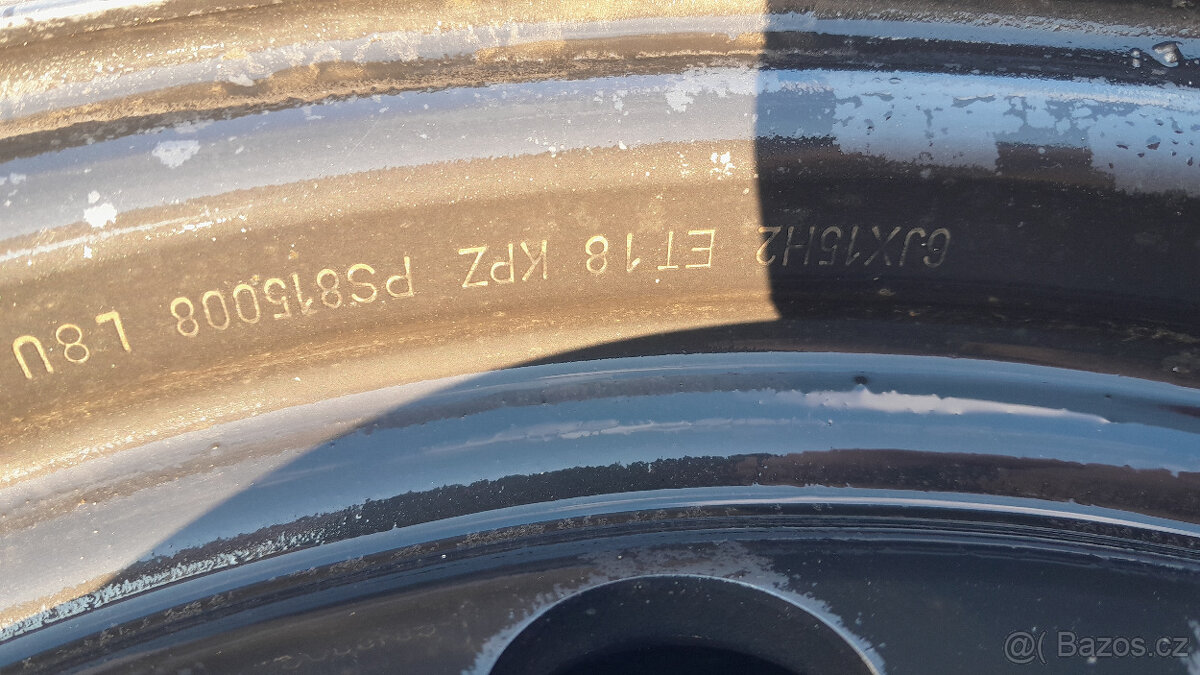 6JX15H2 ET18 KPZ PS815008 L8U
@( Bazos.cz